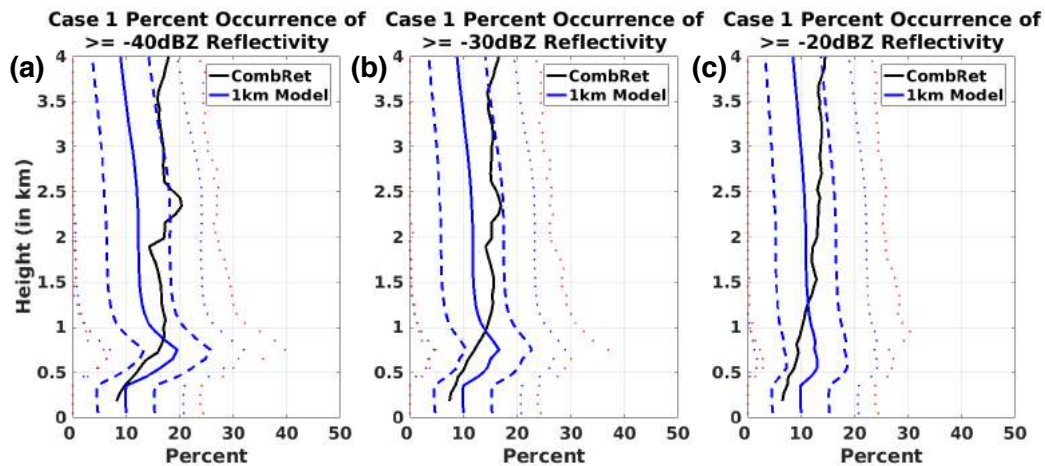 Case 1 Percent Occurrence of
>= -40dBZ Reflectivity
Case 1 Percent Occurrence of
>= -30dBZ Reflectivity
Case 1 Percent Occurrence of
>= -20dBZ Reflectivity
(a)
(b)
(c)
CombRet
1km Model
CombRet
1km Model
CombRet
1km Model
Height (in km)
4
3.5
3
2.5
2
1.5
1
0.5
0
4
3.5
3
2.5
2
1.5
1
0.5
0
4
3.5
3
2.5
2
1.5
1
0.5
0
0 10 20 30 40 50
0 10 20 30 40 50
0 10 20 30 40 50
Percent
Percent
Percent